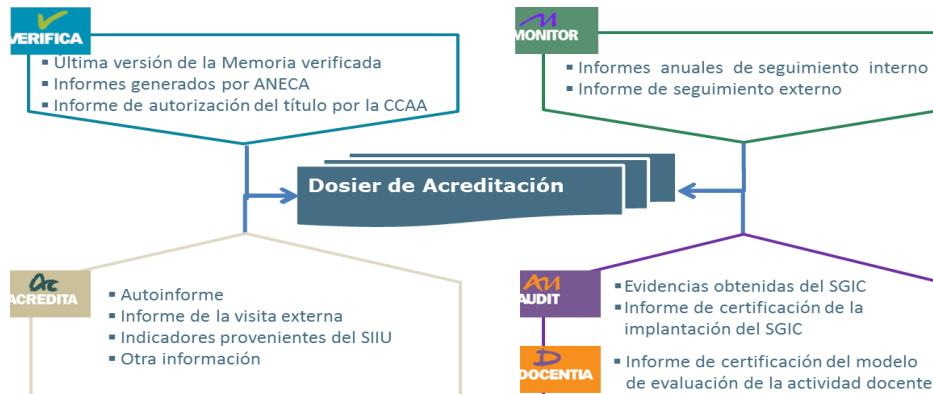 VERIFICA
▪ Última versión de la Memoria verificada
▪ Informes generados por ANECA
▪ Informe de autorización del título por la CCAA
MONITOR
▪ Informes anuales de seguimiento interno
▪ Informe de seguimiento externo
Dosier de Acreditación
ACREDITA
▪ Autoinforme
▪ Informe de la visita externa
▪ Indicadores provenientes del SIIU
▪ Otra información
AUDIT
▪ Evidencias obtenidas del SGIC
▪ Informe de certificación de la
implantación del SGIC
DOCENTIA
▪ Informe de certificación del modelo
de evaluación de la actividad docente